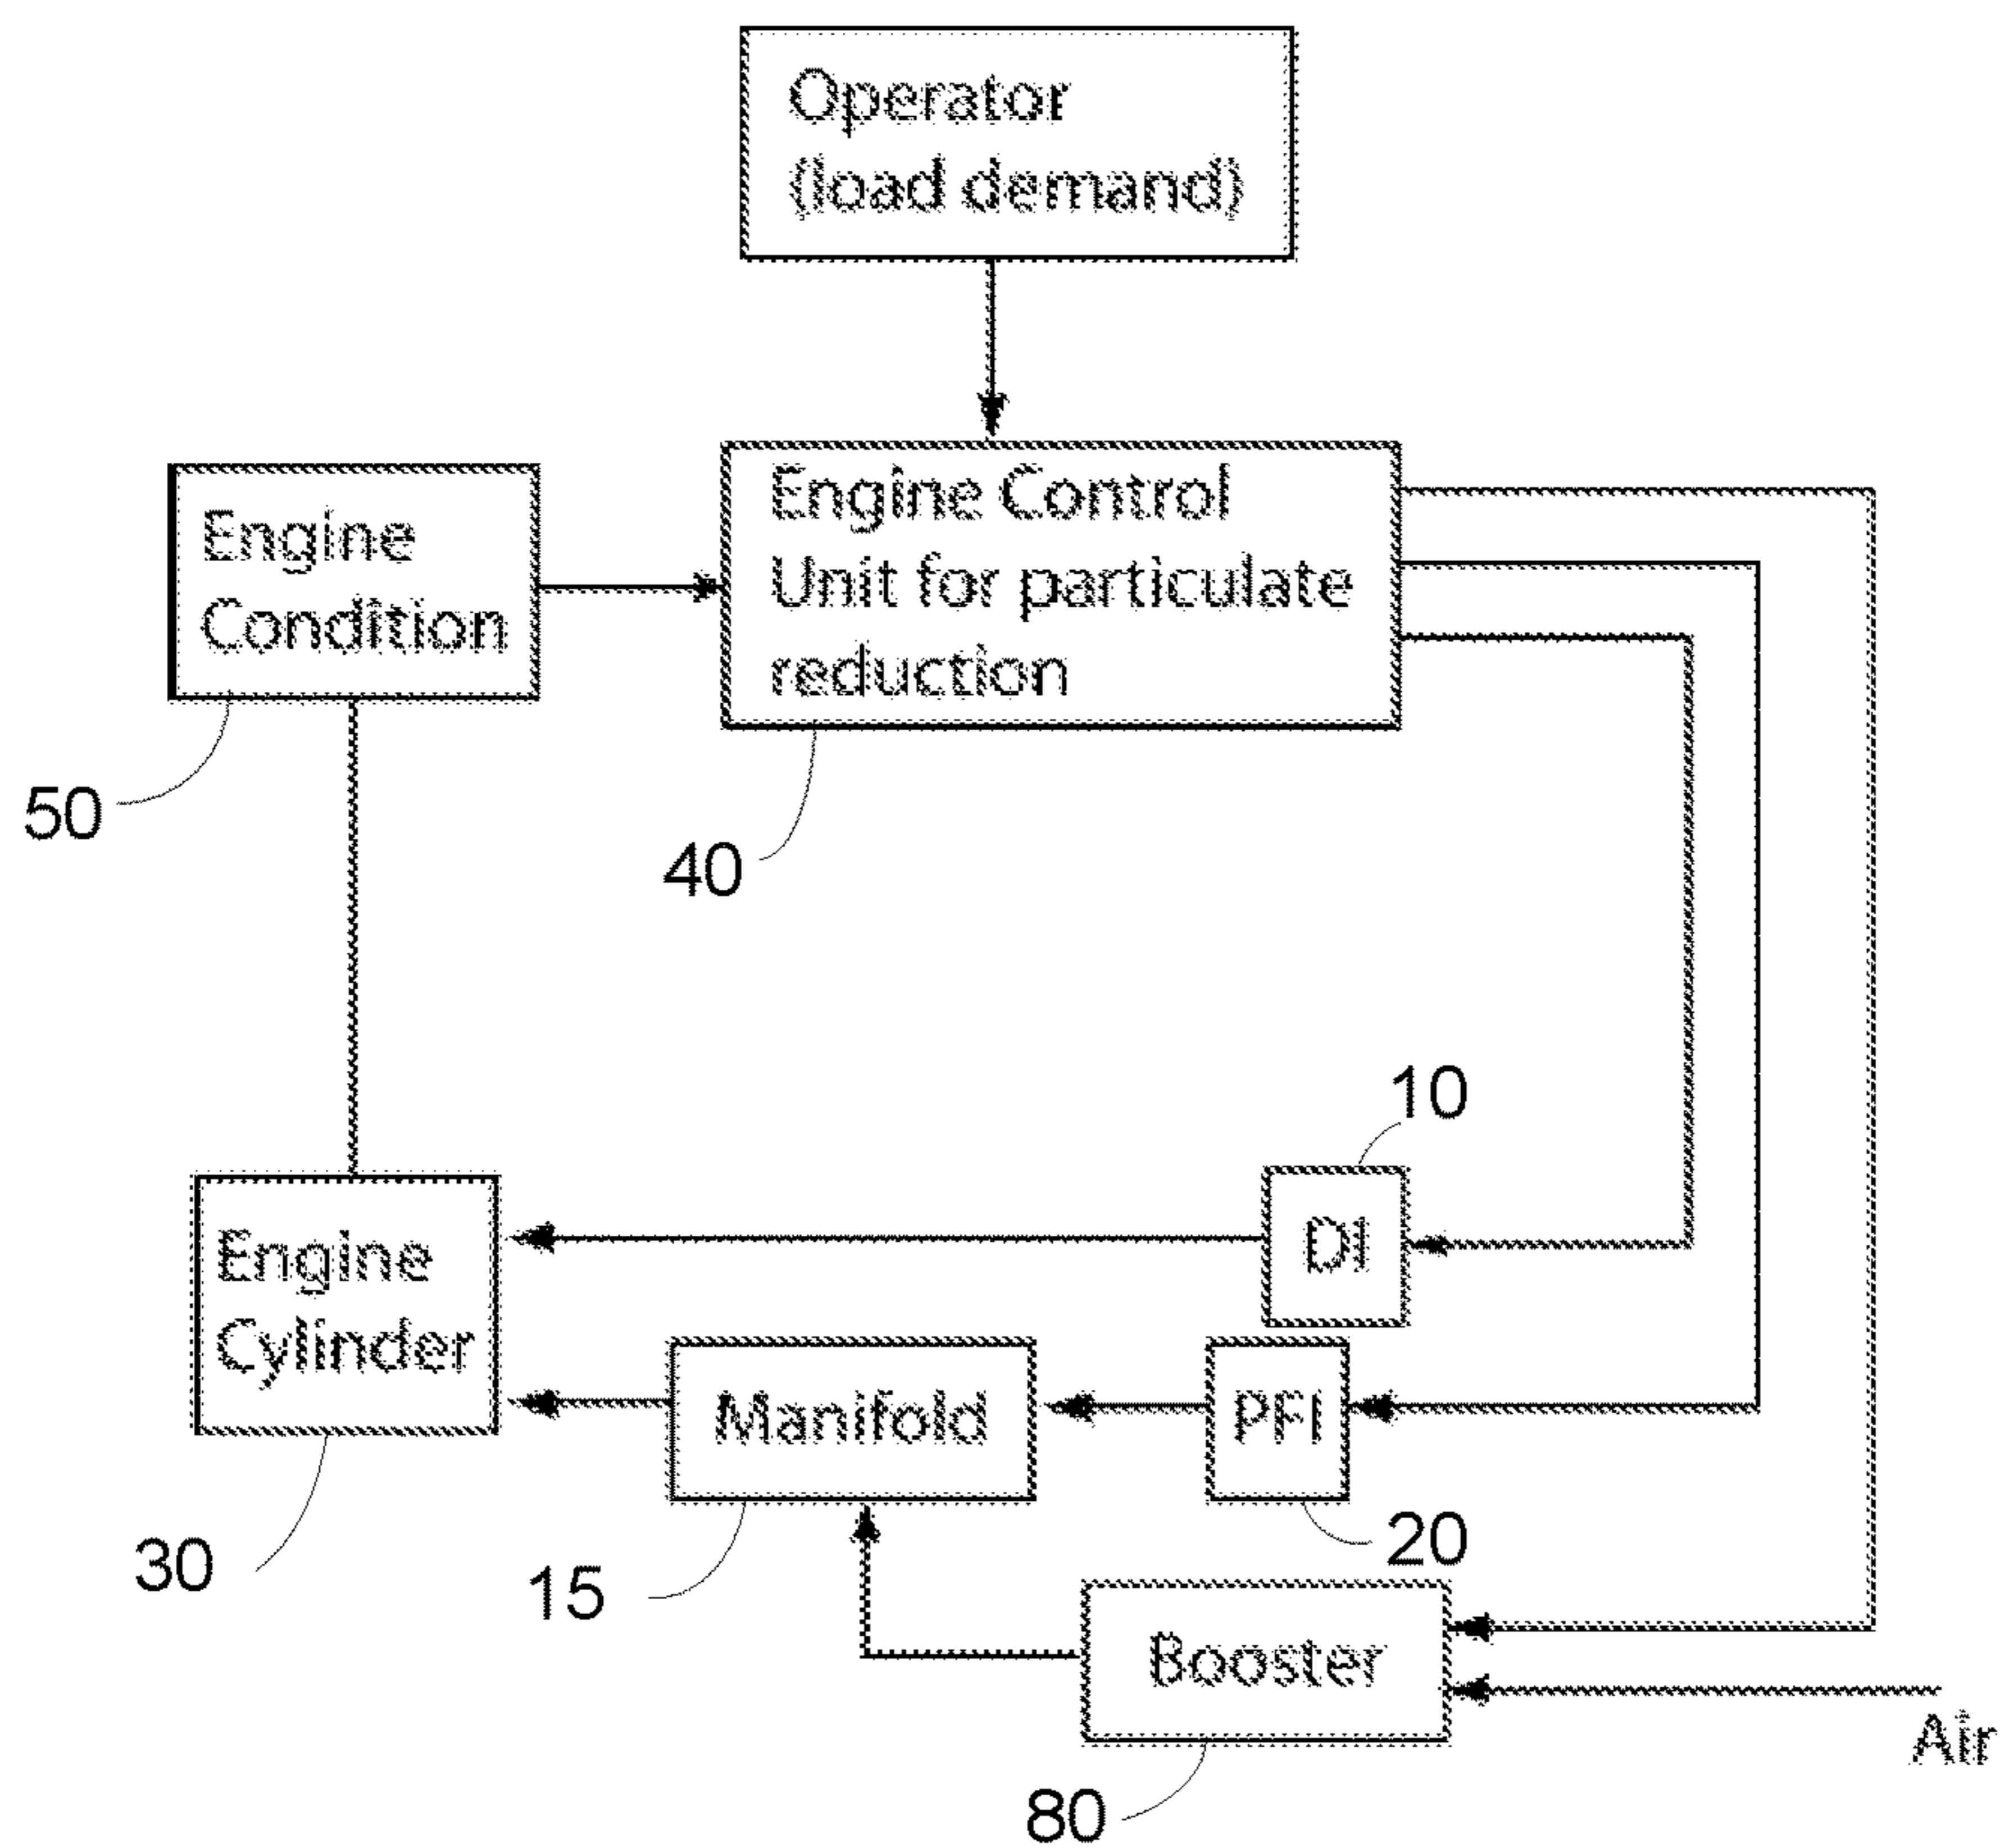 Operator
(load demand)
Engine
Condition
Engine Control
Unit for particulate
reduction
50
40
10
DI
Engine
Cylinder
Manifold
PFI
30
15
20
Booster
Air
80